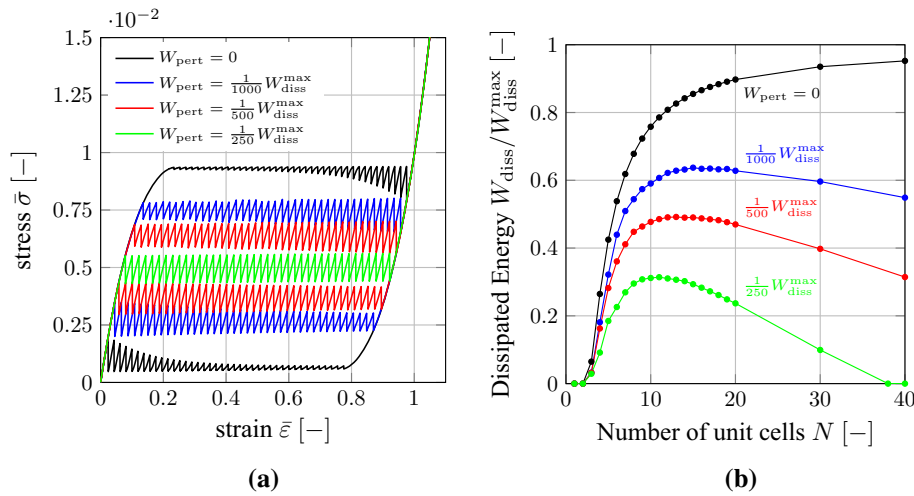 ·10⁻²
1.5
1.25
1
0.75
0.5
0.25
0
stress σ̄ [−]
W_pert = 0
W_pert = 1/1000 W_diss^max
W_pert = 1/500 W_diss^max
W_pert = 1/250 W_diss^max
0 0.2 0.4 0.6 0.8 1
strain ε̄ [−]
(a)
Dissipated Energy W_diss/W_diss^max [−]
1
0.8
0.6
0.4
0.2
0
W_pert = 0
1/1000 W_diss^max
1/500 W_diss^max
1/250 W_diss^max
0 10 20 30 40
Number of unit cells N [−]
(b)